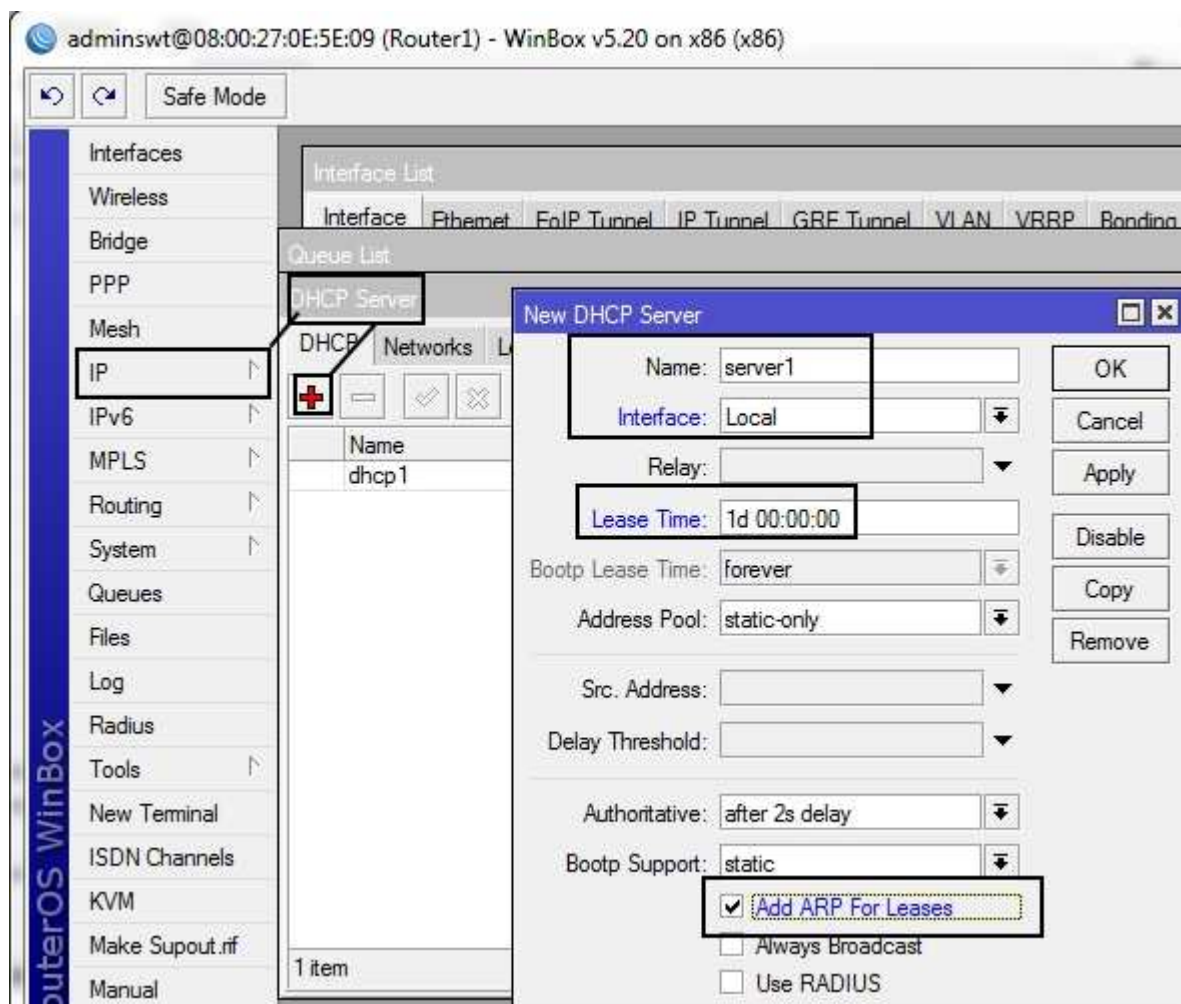 adminswt@08:00:27:0E:5E:09 (Router1) - WinBox v5.20 on x86 (x86)
Safe Mode
Interfaces
Wireless
Bridge
PPP
Mesh
IP
IPv6
MPLS
Routing
System
Queues
Files
Log
Radius
Tools
New Terminal
ISDN Channels
KVM
Make Supout.rif
Manual
RouterOS WinBox
Interface List
Interface Ethernet EoIP Tunnel IP Tunnel GRE Tunnel VLAN VRRP Bonding
Queue List
DHCP Server
DHCP Networks
Name
dhcp1
1 item
New DHCP Server
Name: server1
Interface: Local
Relay:
Lease Time: 1d 00:00:00
Bootp Lease Time: forever
Address Pool: static-only
Src. Address:
Delay Threshold:
Authoritative: after 2s delay
Bootp Support: static
Add ARP For Leases
Always Broadcast
Use RADIUS
OK
Cancel
Apply
Disable
Copy
Remove